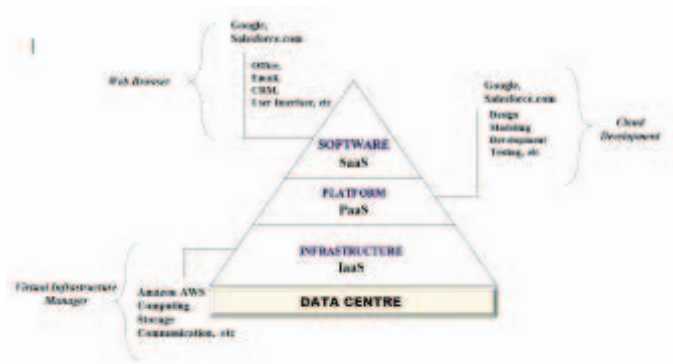 Google,
Salesforce.com
Office,
Email,
CRM,
User Interface, etc
Web Browser
Google,
Salesforce.com
Design
Modeling
Development
Testing, etc
Cloud
Development
SOFTWARE
SaaS
PLATFORM
PaaS
INFRASTRUCTURE
IaaS
DATA CENTRE
Virtual Infrastructure
Manager
Amazon AWS
Computing
Storage
Communication, etc